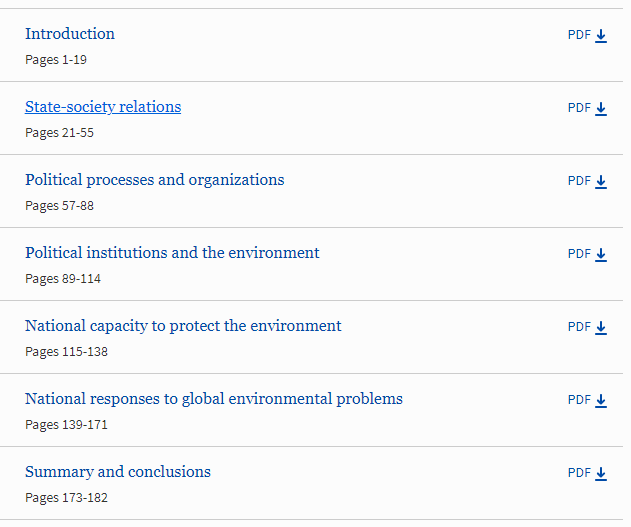 Introduction PDF
Pages 1-19
State-society relations PDF
Pages 21-55
Political processes and organizations PDF
Pages 57-88
Political institutions and the environment PDF
Pages 89-114
National capacity to protect the environment PDF
Pages 115-138
National responses to global environmental problems PDF
Pages 139-171
Summary and conclusions PDF
Pages 173-182